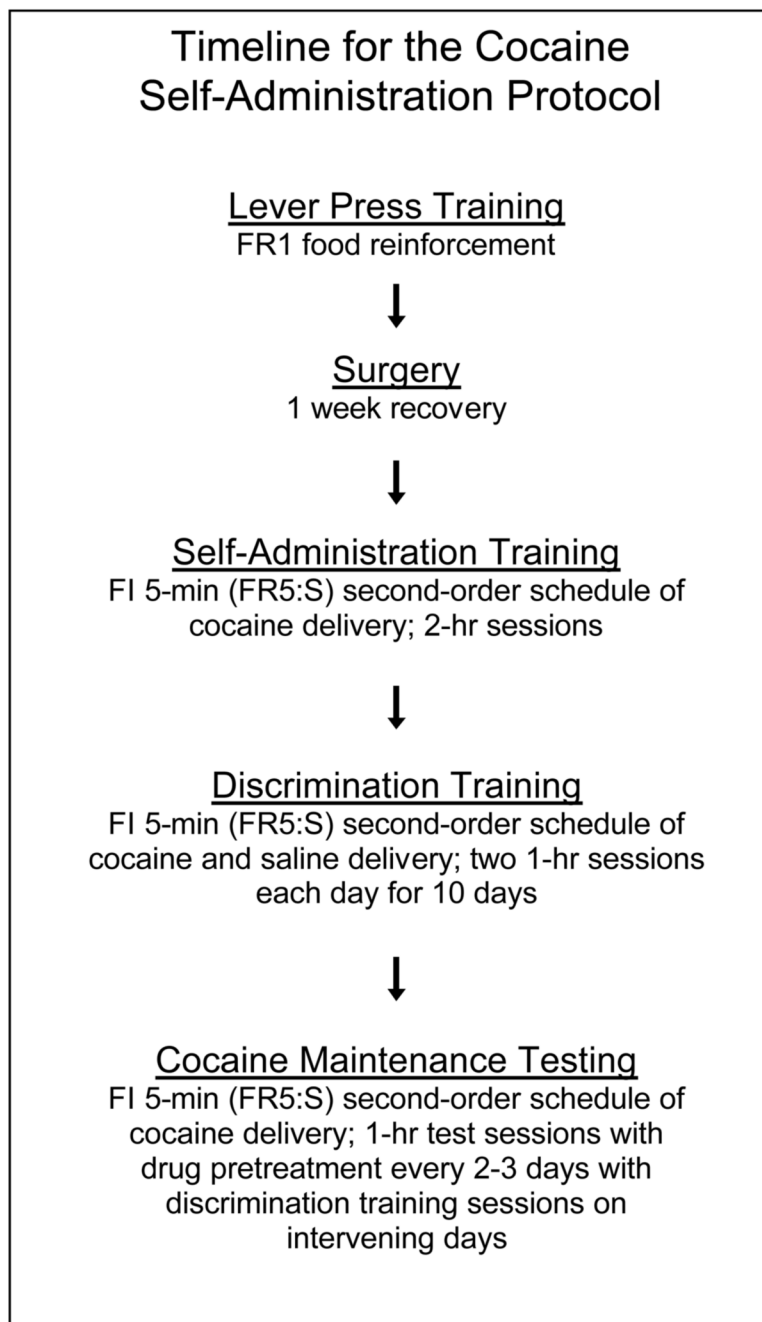 Timeline for the Cocaine
Self-Administration Protocol
Lever Press Training
FR1 food reinforcement
Surgery
1 week recovery
Self-Administration Training
FI 5-min (FR5:S) second-order schedule of
cocaine delivery; 2-hr sessions
Discrimination Training
FI 5-min (FR5:S) second-order schedule of
cocaine and saline delivery; two 1-hr sessions
each day for 10 days
Cocaine Maintenance Testing
FI 5-min (FR5:S) second-order schedule of
cocaine delivery; 1-hr test sessions with
drug pretreatment every 2-3 days with
discrimination training sessions on
intervening days